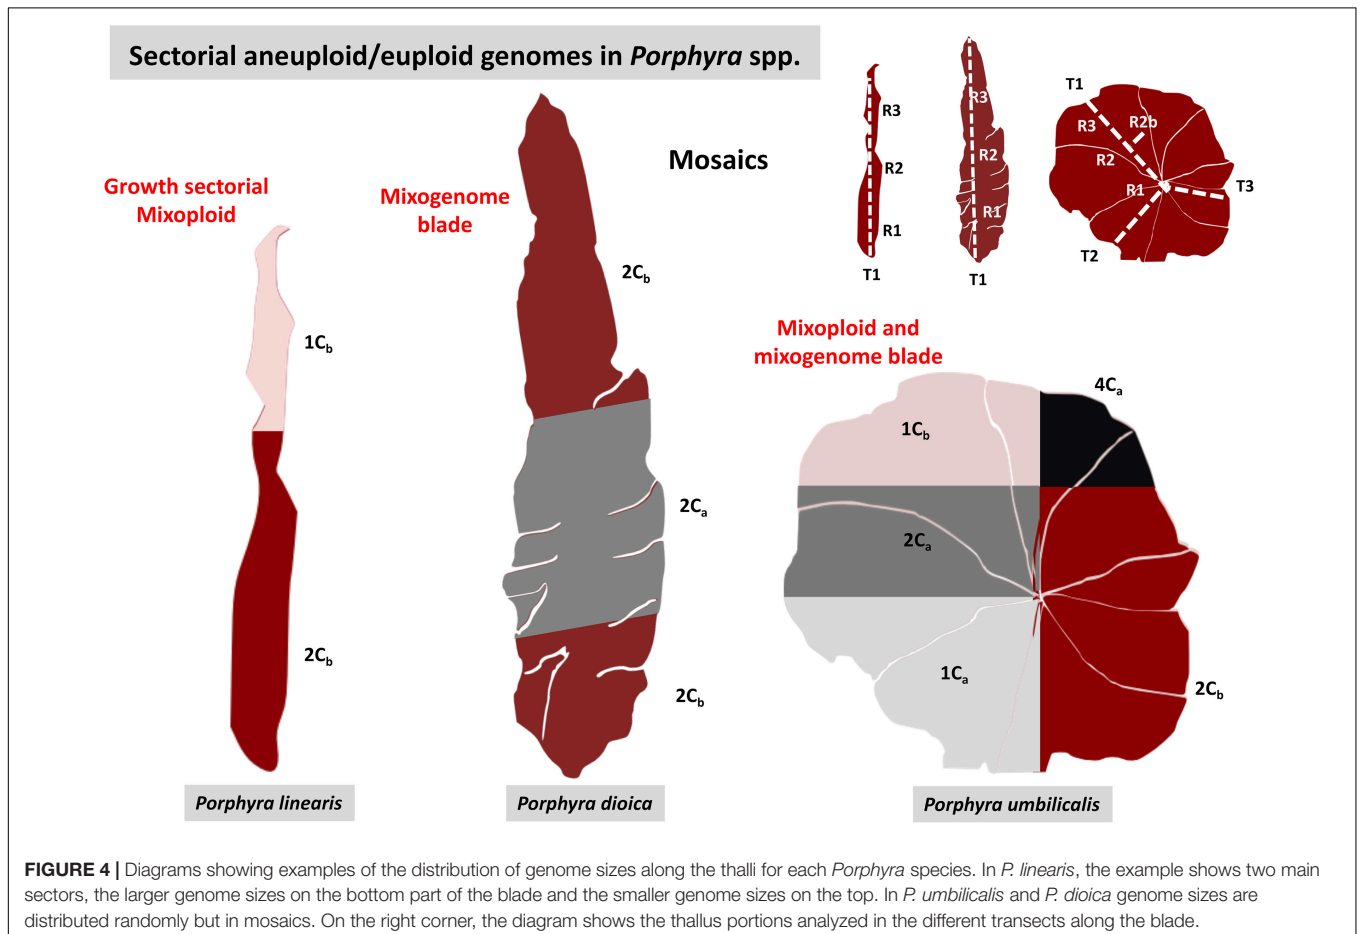 Sectorial aneuploid/euploid genomes in Porphyra spp.
Mosaics
R3
R2
R1
T1
R3
R2
R1
T1
T1
R3
R2b
R2
R1
T3
T2
Growth sectorial
Mixoploid
1Cb
2Cb
Porphyra linearis
Mixogenome
blade
2Cb
2Ca
2Cb
Porphyra dioica
Mixoploid and
mixogenome blade
4Ca
1Cb
2Ca
1Ca
2Cb
Porphyra umbilicalis
FIGURE 4 | Diagrams showing examples of the distribution of genome sizes along the thalli for each Porphyra species. In P. linearis, the example shows two main
sectors, the larger genome sizes on the bottom part of the blade and the smaller genome sizes on the top. In P. umbilicalis and P. dioica genome sizes are
distributed randomly but in mosaics. On the right corner, the diagram shows the thallus portions analyzed in the different transects along the blade.